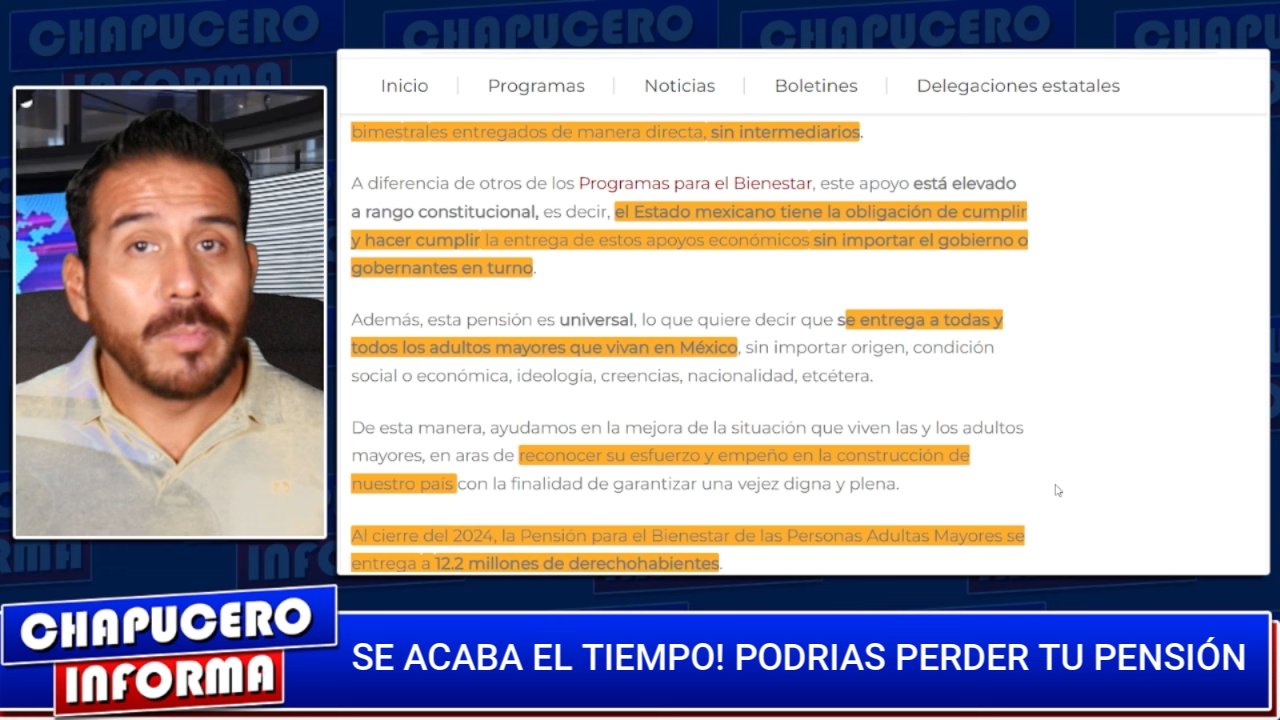 CHAPUCERO
INFORMA
CHAPUCERO
CHAPUCERO
Inicio
Programas
Noticias
Boletines
Delegaciones estatales
bimestrales entregados de manera directa, sin intermediarios.
A diferencia de otros de los Programas para el Bienestar, este apoyo está elevado
a rango constitucional, es decir, el Estado mexicano tiene la obligación de cumplir
y hacer cumplir la entrega de estos apoyos económicos sin importar el gobierno o
gobernantes en turno.
Además, esta pensión es universal, lo que quiere decir que se entrega a todas y
todos los adultos mayores que vivan en México, sin importar origen, condición
social o económica, ideología, creencias, nacionalidad, etcétera.
De esta manera, ayudamos en la mejora de la situación que viven las y los adultos
mayores, en aras de reconocer su esfuerzo y empeño en la construcción de
nuestro país con la finalidad de garantizar una vejez digna y plena.
Al cierre del 2024, la Pensión para el Bienestar de las Personas Adultas Mayores se
entrega a 12.2 millones de derechohabientes.
CHAPUCERO
INFORMA
SE ACABA EL TIEMPO! PODRIAS PERDER TU PENSIÓN